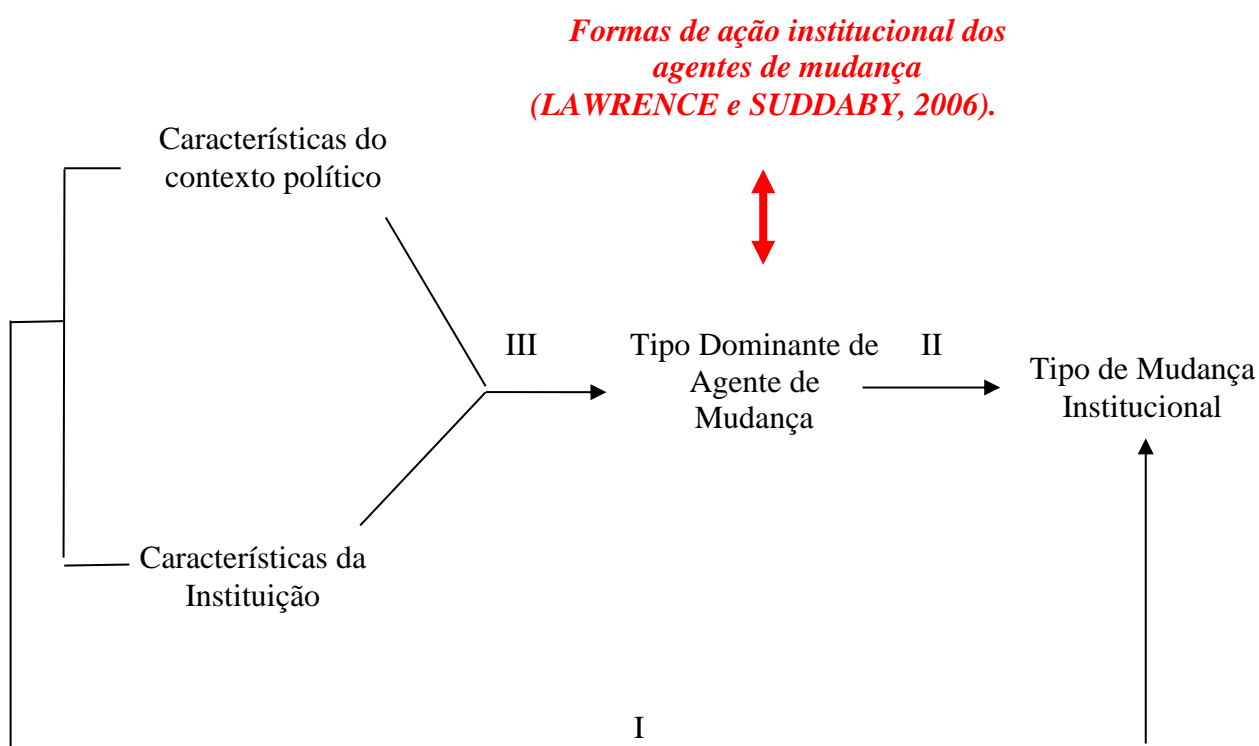 Formas de ação institucional dos
agentes de mudança
(LAWRENCE e SUDDABY, 2006).
Características do
contexto político
III
Tipo Dominante de
Agente de
Mudança
II
Tipo de Mudança
Institucional
Características da
Instituição
I